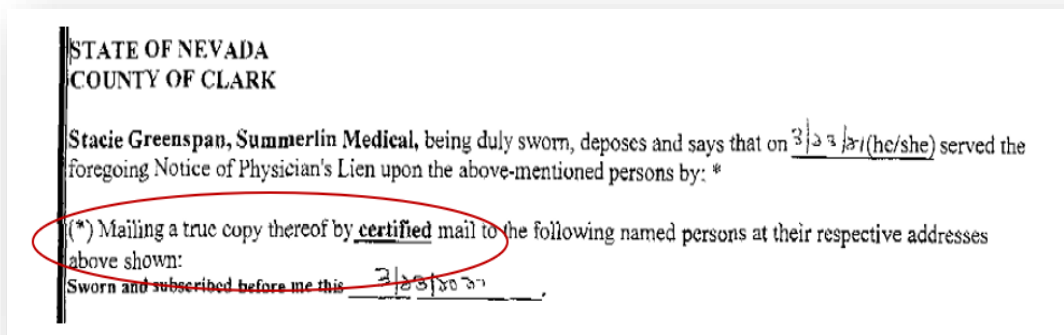 STATE OF NEVADA
COUNTY OF CLARK
Stacie Greenspan, Summerlin Medical, being duly sworn, deposes and says that on 3/23/21 (he/she) served the
foregoing Notice of Physician's Lien upon the above-mentioned persons by: *
(*) Mailing a true copy thereof by certified mail to the following named persons at their respective addresses
above shown:
Sworn and subscribed before me this